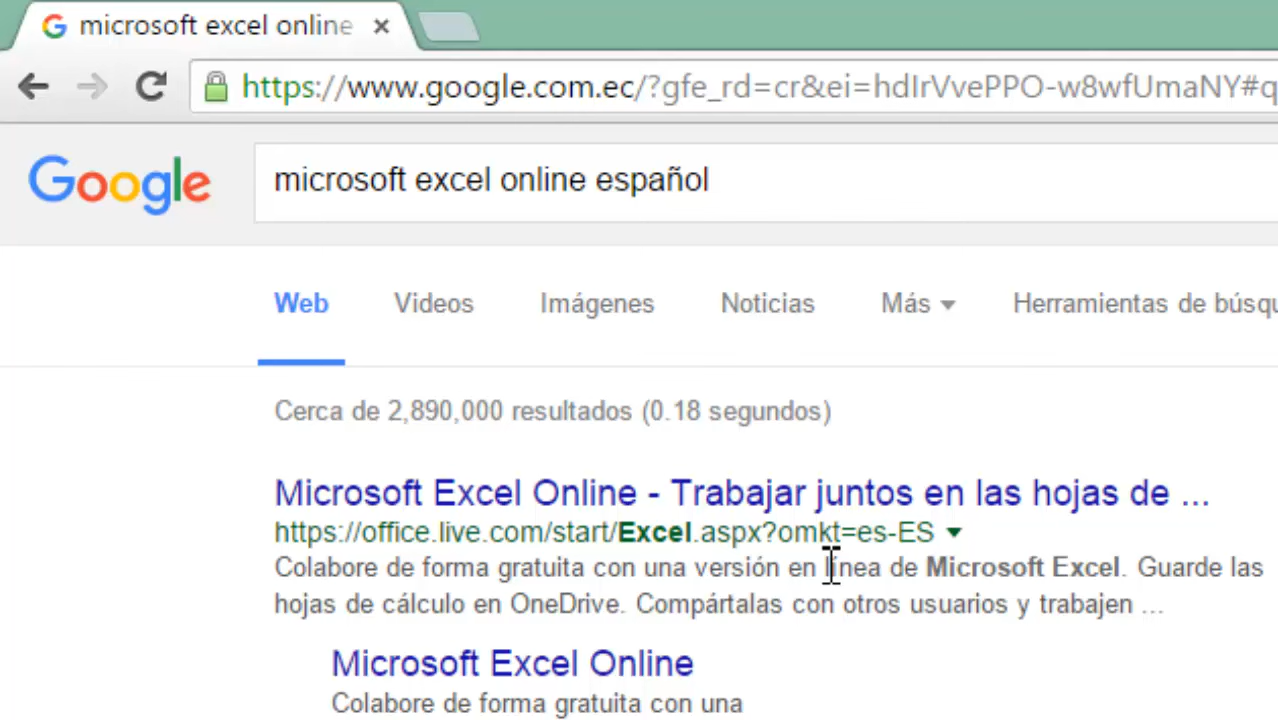 microsoft excel online
https://www.google.com.ec/?gfe_rd=cr&ei=hdIrVvePPO-w8wfUmaNY#q
Google
microsoft excel online español
Web Videos Imágenes Noticias Más Herramientas de búsqu
Cerca de 2,890,000 resultados (0.18 segundos)
Microsoft Excel Online - Trabajar juntos en las hojas de ...
https://office.live.com/start/Excel.aspx?omkt=es-ES
Colabore de forma gratuita con una versión en línea de Microsoft Excel. Guarde las
hojas de cálculo en OneDrive. Compártalas con otros usuarios y trabajen ...
Microsoft Excel Online
Colabore de forma gratuita con una